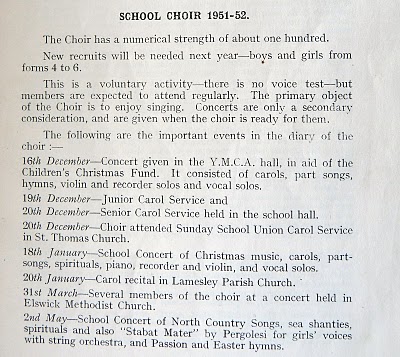 SCHOOL CHOIR 1951-52.
The Choir has a numerical strength of about one hundred.
New recruits will be needed next year—boys and girls from
forms 4 to 6.
This is a voluntary activity—there is no voice test—but
members are expected to attend regularly. The primary object
of the Choir is to enjoy singing. Concerts are only a secondary
consideration, and are given when the choir is ready for them.
The following are the important events in the diary of the
choir :—
16th December—Concert given in the Y.M.C.A. hall, in aid of the
Children's Christmas Fund. It consisted of carols, part songs,
hymns, violin and recorder solos and vocal solos.
19th December—Junior Carol Service and
20th December—Senior Carol Service held in the school hall.
20th December—Choir attended Sunday School Union Carol Service
in St. Thomas Church.
18th January—School Concert of Christmas music, carols, part-
songs, spirituals, piano, recorder and violin, and vocal solos.
20th January—Carol recital in Lamesley Parish Church.
31st March—Several members of the choir at a concert held in
Elswick Methodist Church.
2nd May—School Concert of North Country Songs, sea shanties,
spirituals and also "Stabat Mater" by Pergolesi for girls' voices
with string orchestra, and Passion and Easter hymns.